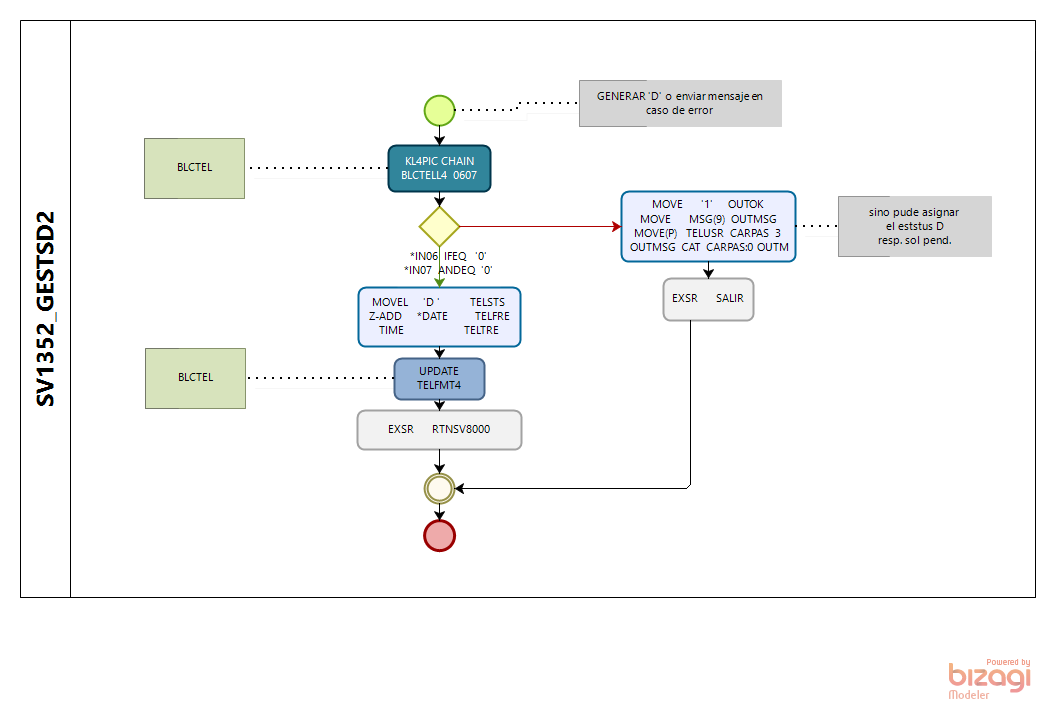 SV1352_GESTSD2
GENERAR 'D' o enviar mensaje en
caso de error
BLCTEL
KL4PIC CHAIN
BLCTELL4 0607
MOVE '1' OUTOK
MOVE MSG(9) OUTMSG
MOVE(P) TELUSR CARPAS 3
OUTMSG CAT CARPAS:0 OUTM
sino pude asignar
el eststus D
resp. sol pend.
*IN06 IFEQ '0'
*IN07 ANDEQ '0'
EXSR SALIR
MOVEL 'D ' TELSTS
Z-ADD *DATE TELFRE
TIME TELTRE
BLCTEL
UPDATE
TELFMT4
EXSR RTNSV8000
Powered by
bizagi
Modeler